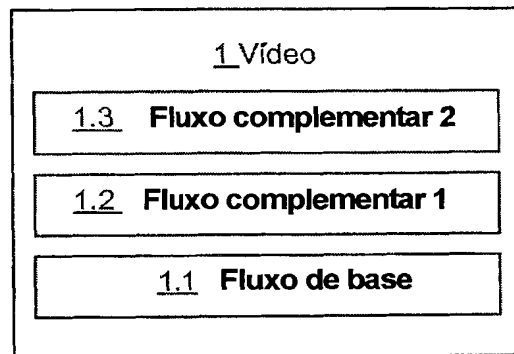 1 Vídeo
1.3 Fluxo complementar 2
1.2 Fluxo complementar 1
1.1 Fluxo de base